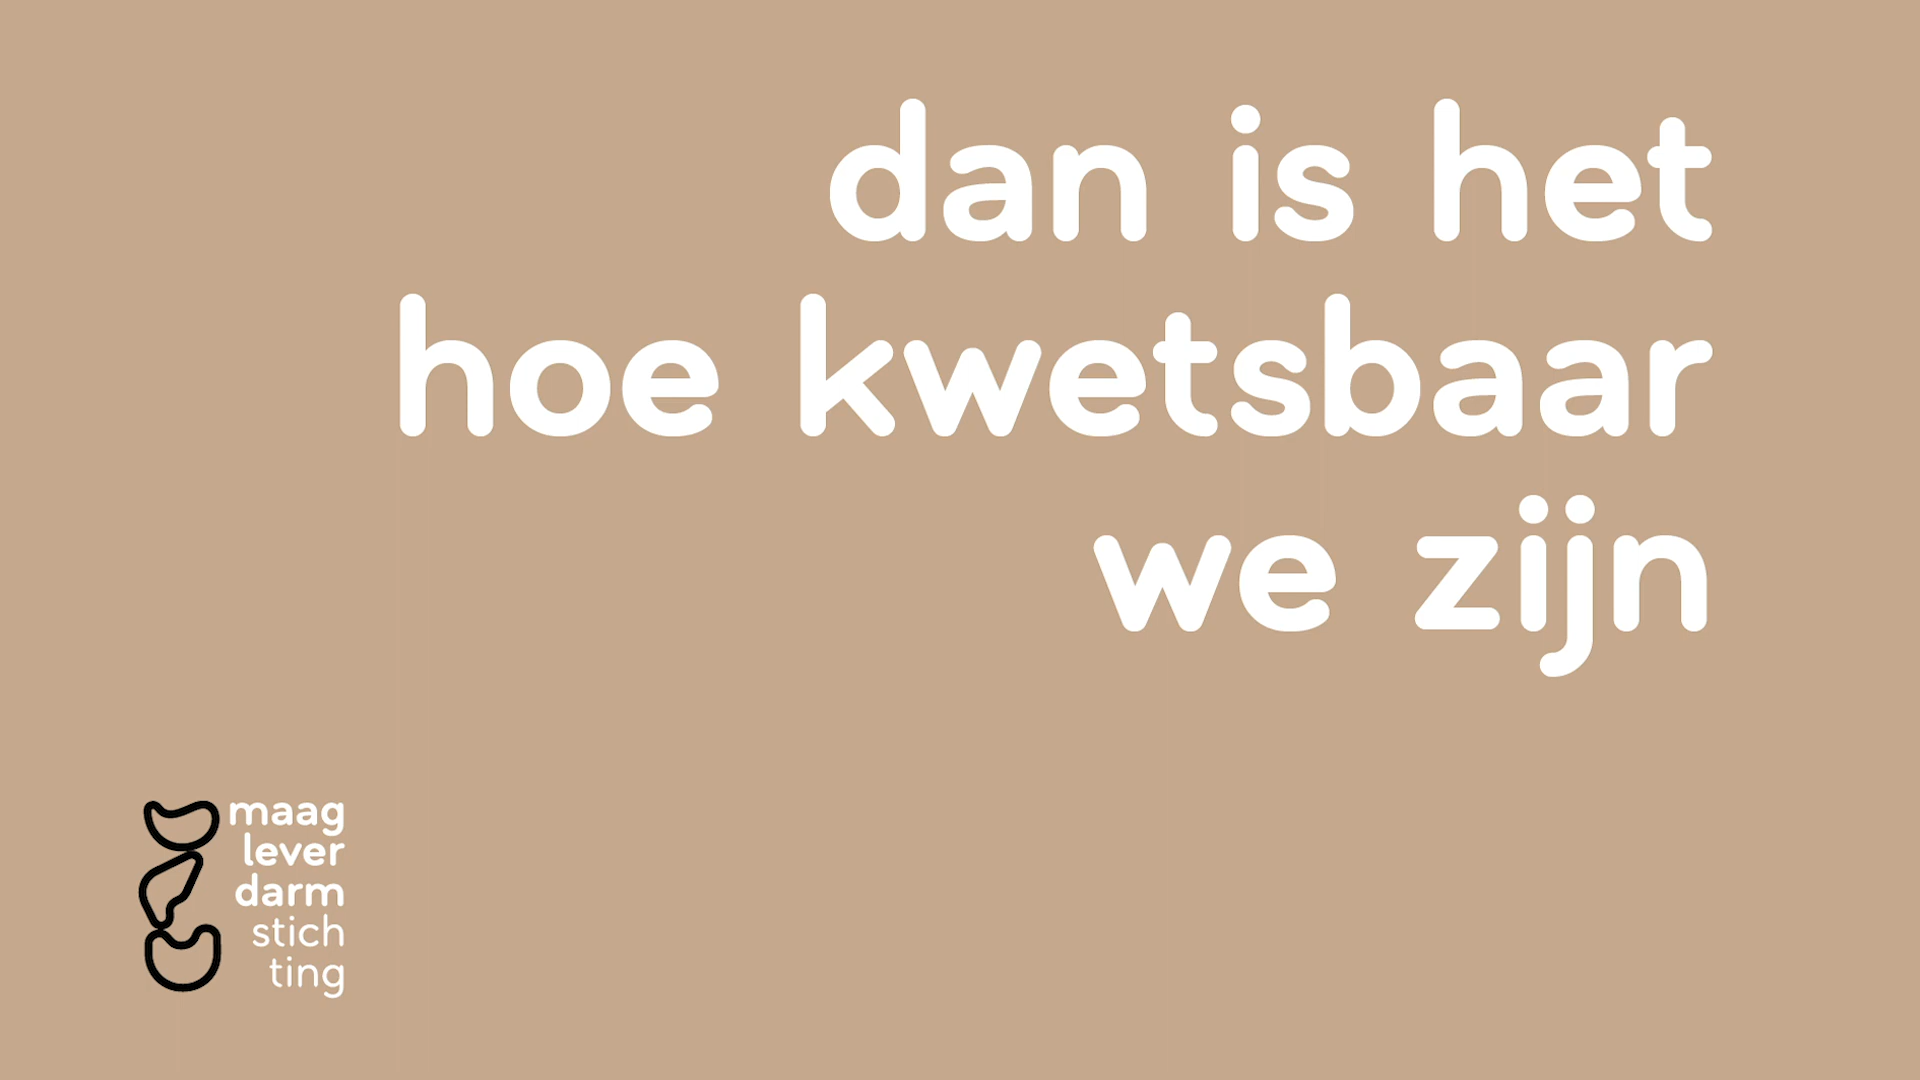 dan is het
hoe kwetsbaar
we zijn
maag
lever
darm
stich
ting